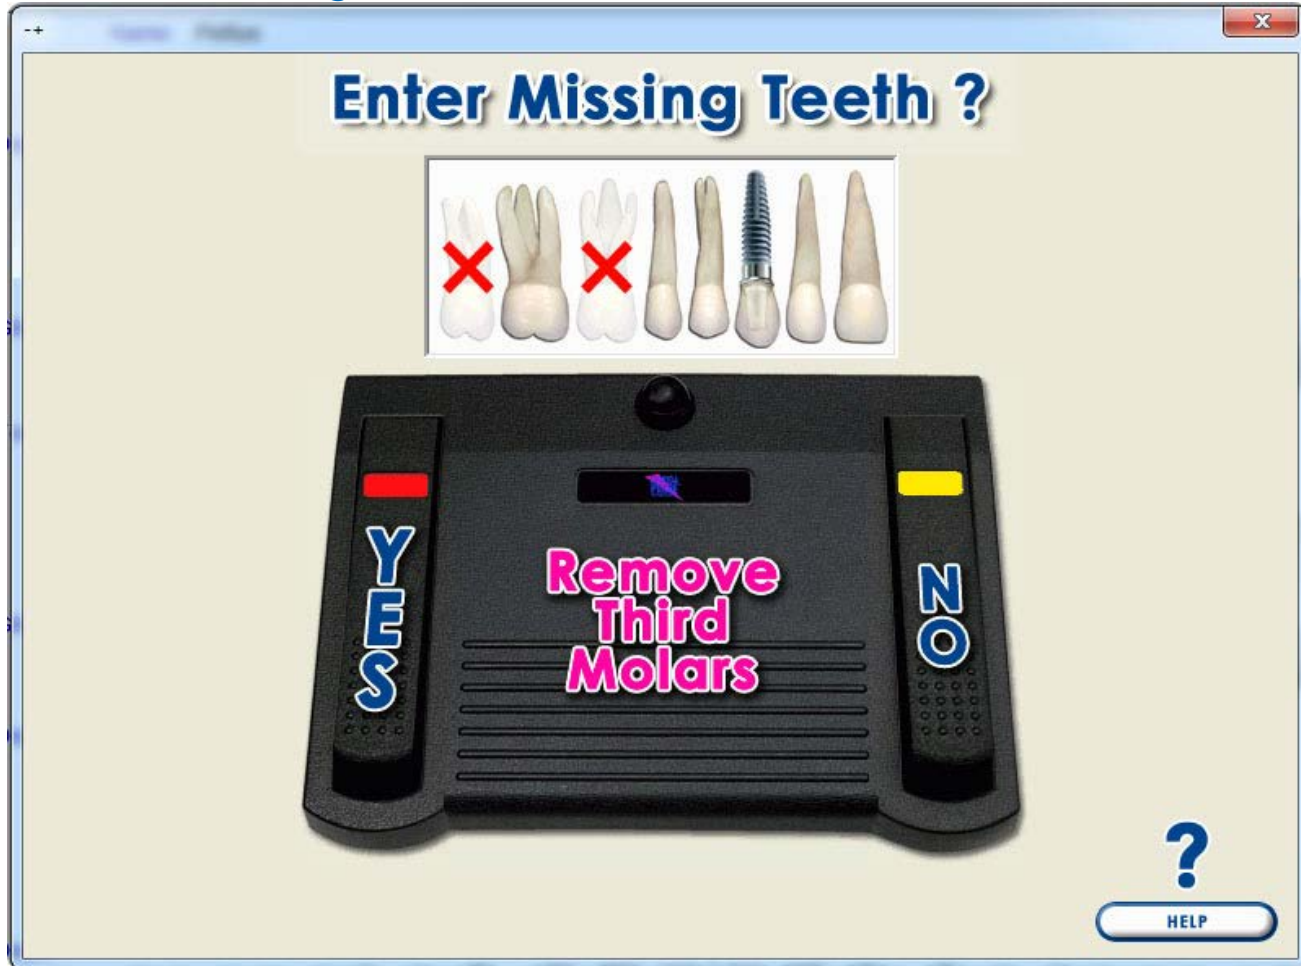 -+
Enter Missing Teeth ?
YES
Remove
Third
Molars
NO
?
HELP